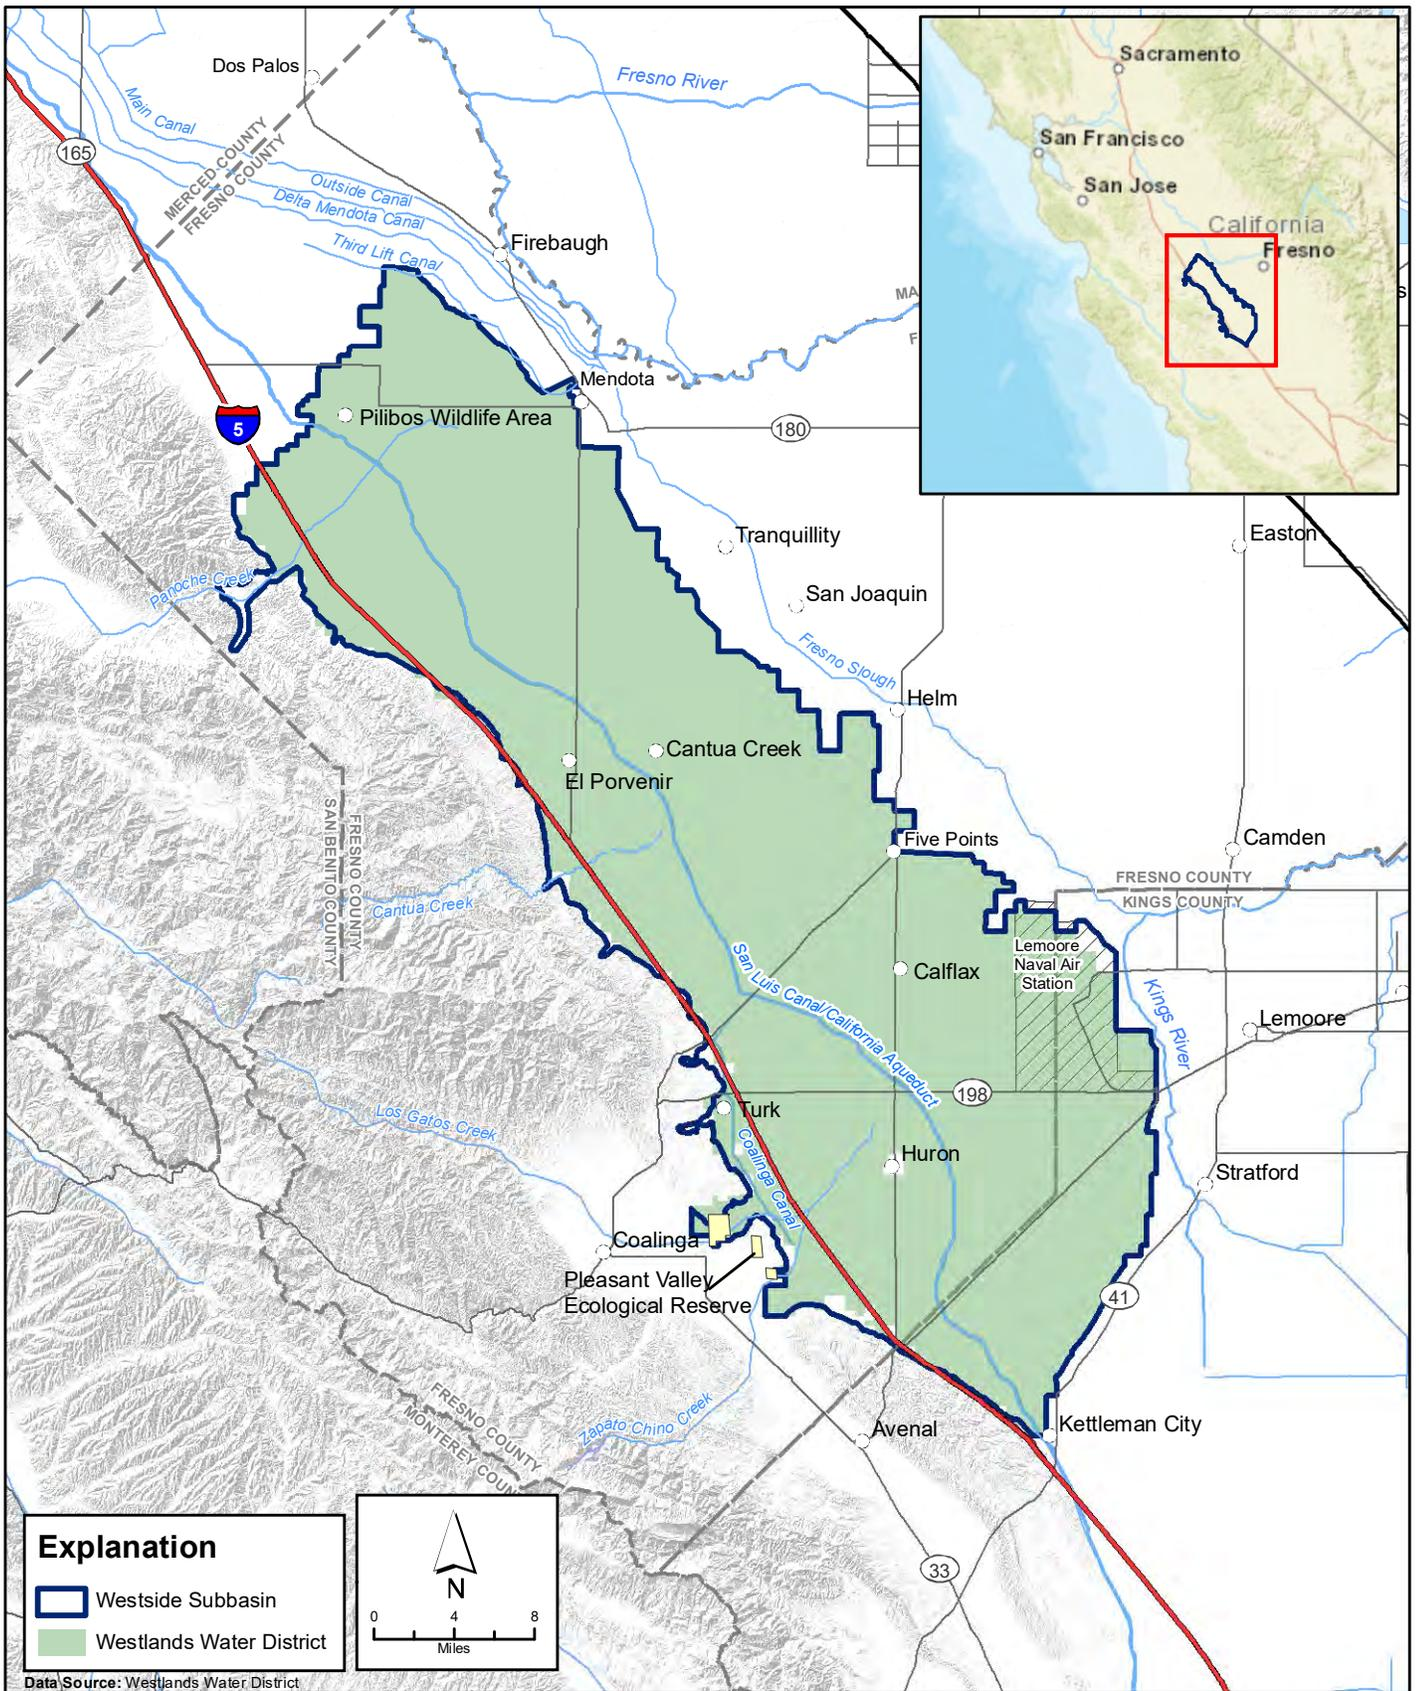 Dos Palos
Fresno River
Main Canal
165
MERCED COUNTY
FRESNO COUNTY
Outside Canal
Delta Mendota Canal
Third Lift Canal
Firebaugh
Sacramento
San Francisco
San Jose
California
Fresno
MA
F
S
Mendota
Pilibos Wildlife Area
5
180
Tranquillity
Easton
Panoche Creek
San Joaquin
Fresno Slough
Helm
Cantua Creek
El Porvenir
Five Points
Camden
FRESNO COUNTY
SAN BENITO COUNTY
FRESNO COUNTY
KINGS COUNTY
Cantua Creek
Lemoore
Naval Air
Station
San Luis Canal/California Aqueduct
Calflax
Kings River
Lemoore
198
Los Gatos Creek
Turk
Coalinga Canal
Huron
Stratford
Coalinga
Pleasant Valley
Ecological Reserve
41
FRESNO COUNTY
MONTEREY COUN
Zapato Chino Creek
Avenal
Kettleman City
33
Explanation
Westside Subbasin
Westlands Water District
N
0 4 8
Miles
Data Source: Westlands Water District